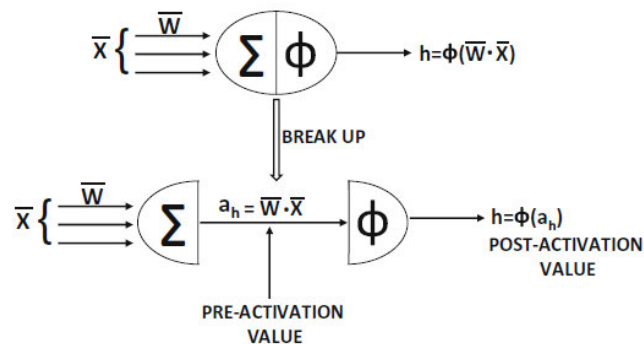 W̅
X̅ {
Σ ϕ
h=ϕ(W̅·X̅)
BREAK UP
W̅
X̅ {
Σ
aₕ = W̅·X̅
ϕ
h=ϕ(aₕ)
POST-ACTIVATION
VALUE
PRE-ACTIVATION
VALUE